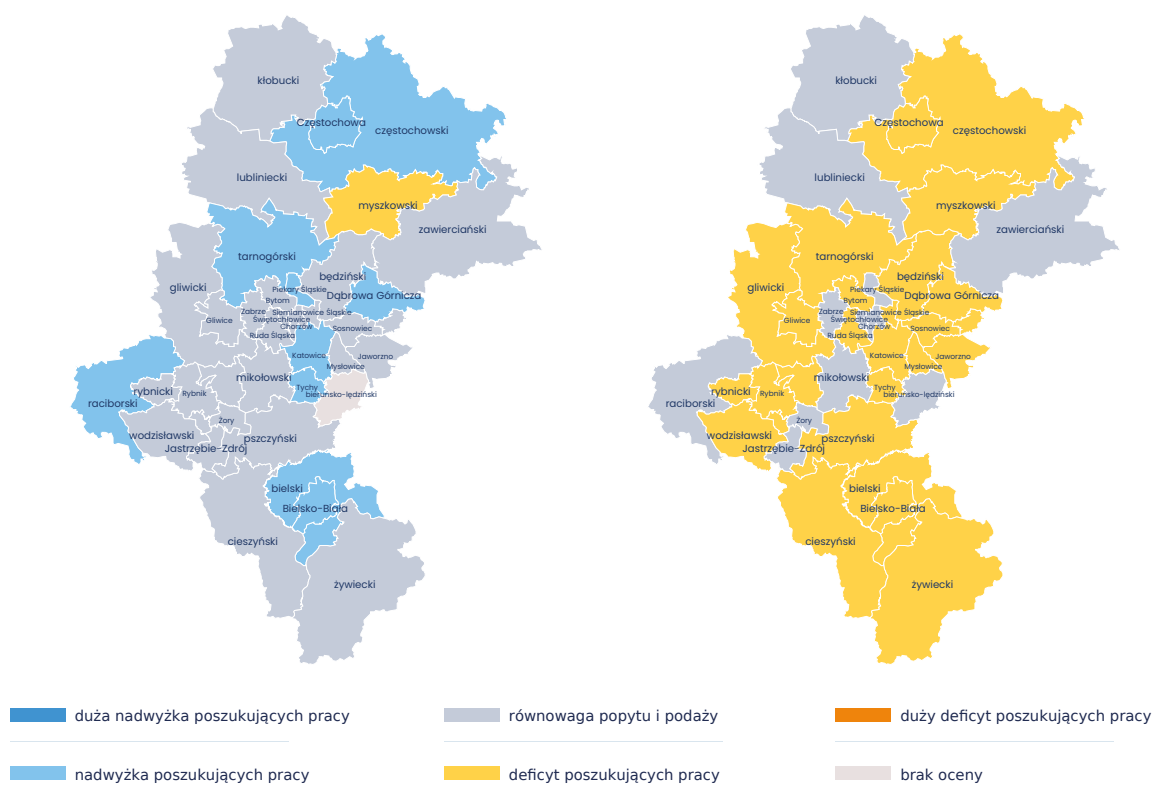 kłobucki
Częstochowa
częstochowski
lubliniecki
myszkowski
zawierciański
tarnogórski
będziński
gliwicki
Piekary Śląskie
Dąbrowa Górnicza
Bytom
Zabrze
Siemianowice Śląskie
Gliwice
Świętochłowice
Chorzów
Sosnowiec
Ruda Śląska
Katowice
Jaworzno
Mysłowice
mikołowski
Tychy
rybnicki
Rybnik
bieruńsko-lędziński
raciborski
Żory
wodzisławski
pszczyński
Jastrzębie-Zdrój
bielski
Bielsko-Biała
cieszyński
żywiecki
kłobucki
Częstochowa
częstochowski
lubliniecki
myszkowski
zawierciański
tarnogórski
będziński
gliwicki
Piekary Śląskie
Dąbrowa Górnicza
Bytom
Zabrze
Siemianowice Śląskie
Gliwice
Świętochłowice
Chorzów
Sosnowiec
Ruda Śląska
Katowice
Jaworzno
Mysłowice
mikołowski
Tychy
rybnicki
Rybnik
bieruńsko-lędziński
raciborski
Żory
wodzisławski
pszczyński
Jastrzębie-Zdrój
bielski
Bielsko-Biała
cieszyński
żywiecki
duża nadwyżka poszukujących pracy
równowaga popytu i podaży
duży deficyt poszukujących pracy
nadwyżka poszukujących pracy
deficyt poszukujących pracy
brak oceny